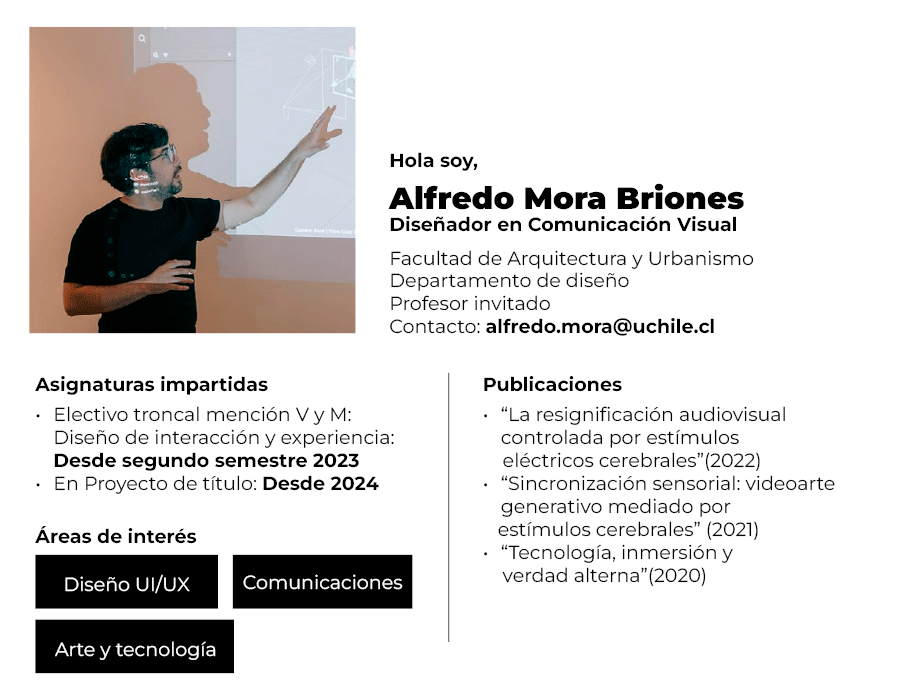 Hola soy,
Alfredo Mora Briones
Diseñador en Comunicación Visual
Facultad de Arquitectura y Urbanismo
Departamento de diseño
Profesor invitado
Contacto: alfredo.mora@uchile.cl
Asignaturas impartidas
• Electivo troncal mención V y M:
Diseño de interacción y experiencia:
Desde segundo semestre 2023
• En Proyecto de título: Desde 2024
Áreas de interés
Diseño UI/UX
Comunicaciones
Arte y tecnología
Publicaciones
• “La resignificación audiovisual
controlada por estímulos
eléctricos cerebrales”(2022)
• “Sincronización sensorial: videoarte
generativo mediado por
estímulos cerebrales” (2021)
• “Tecnología, inmersión y
verdad alterna”(2020)